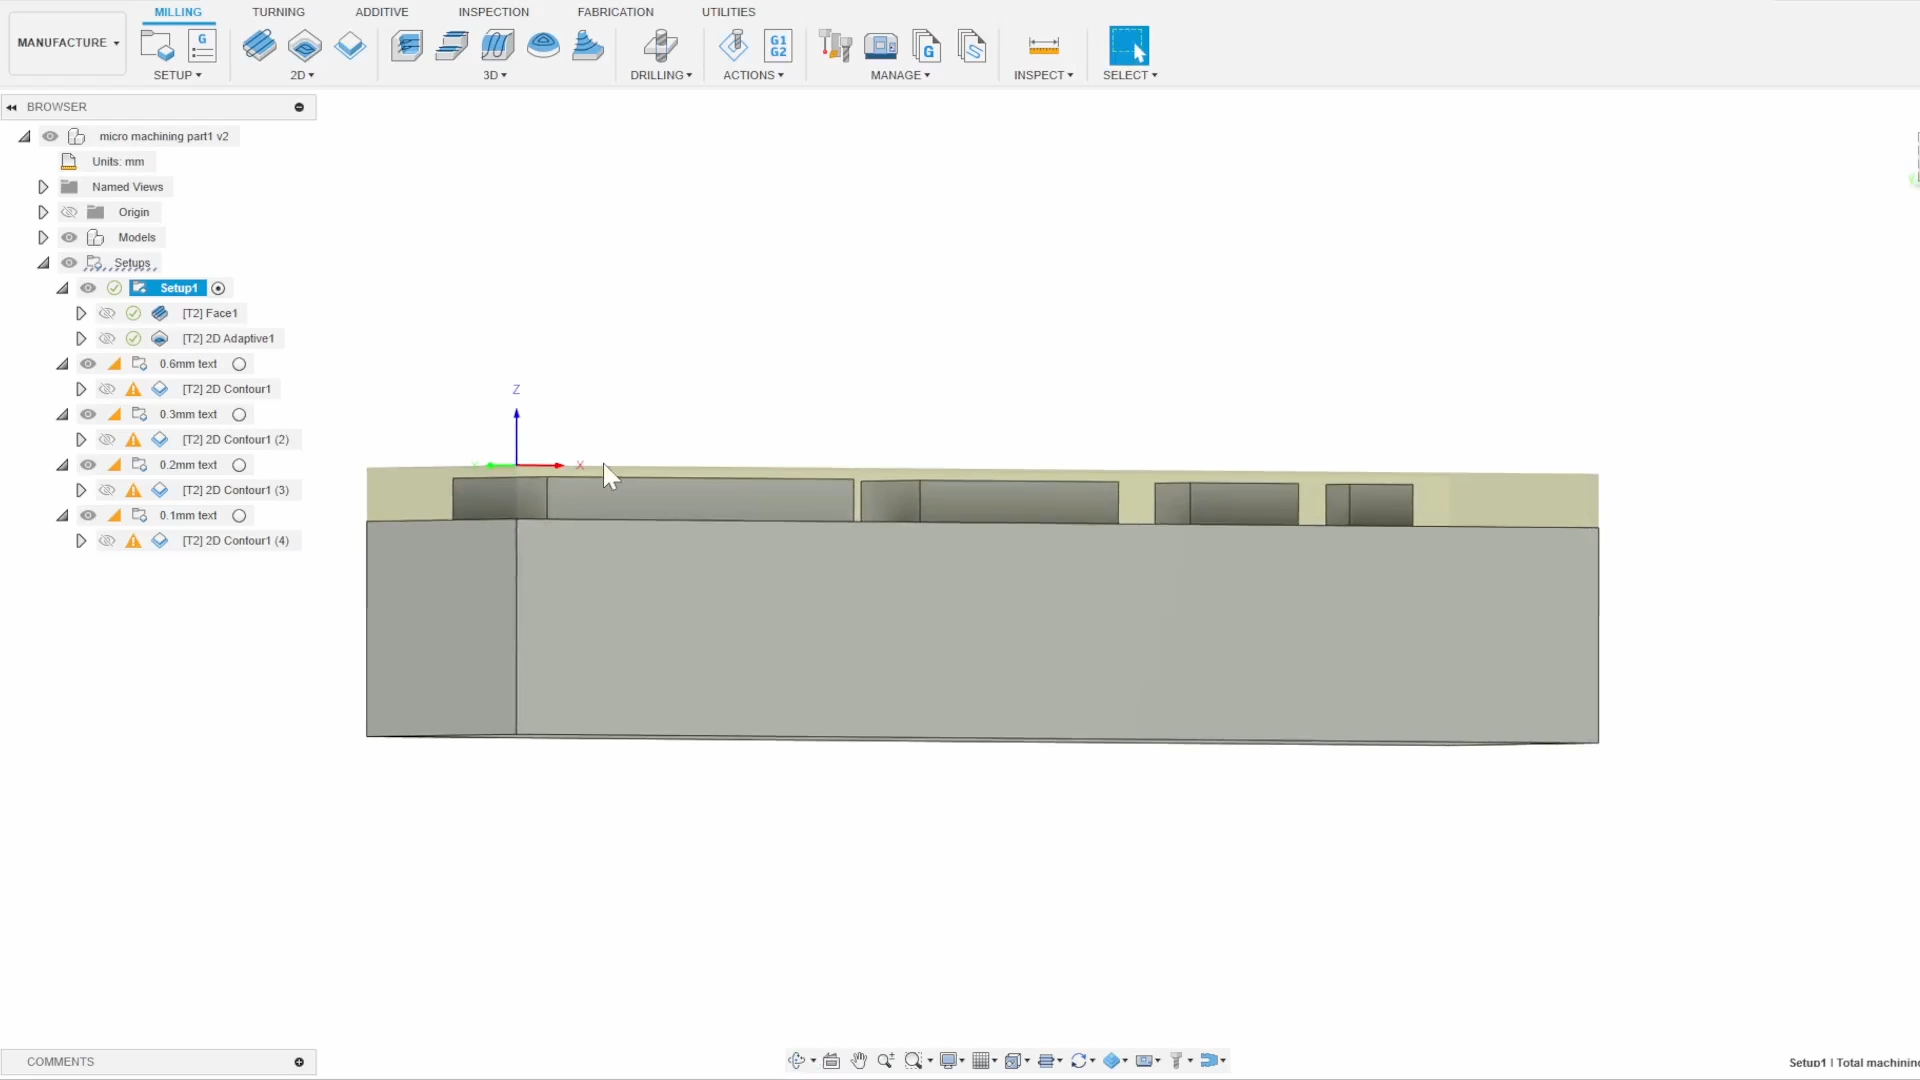 MILLING TURNING ADDITIVE INSPECTION FABRICATION UTILITIES
MANUFACTURE
G G1 G2 G
SETUP 2D 3D DRILLING ACTIONS MANAGE INSPECT SELECT
BROWSER
micro machining part1 v2
Units: mm
Named Views
Origin
Models
Setups
Setup1
[T2] Face1
[T2] 2D Adaptive1
0.6mm text
[T2] 2D Contour1
0.3mm text
[T2] 2D Contour1 (2)
0.2mm text
[T2] 2D Contour1 (3)
0.1mm text
[T2] 2D Contour1 (4)
Z
Y X
COMMENTS
Setup1 | Total machining